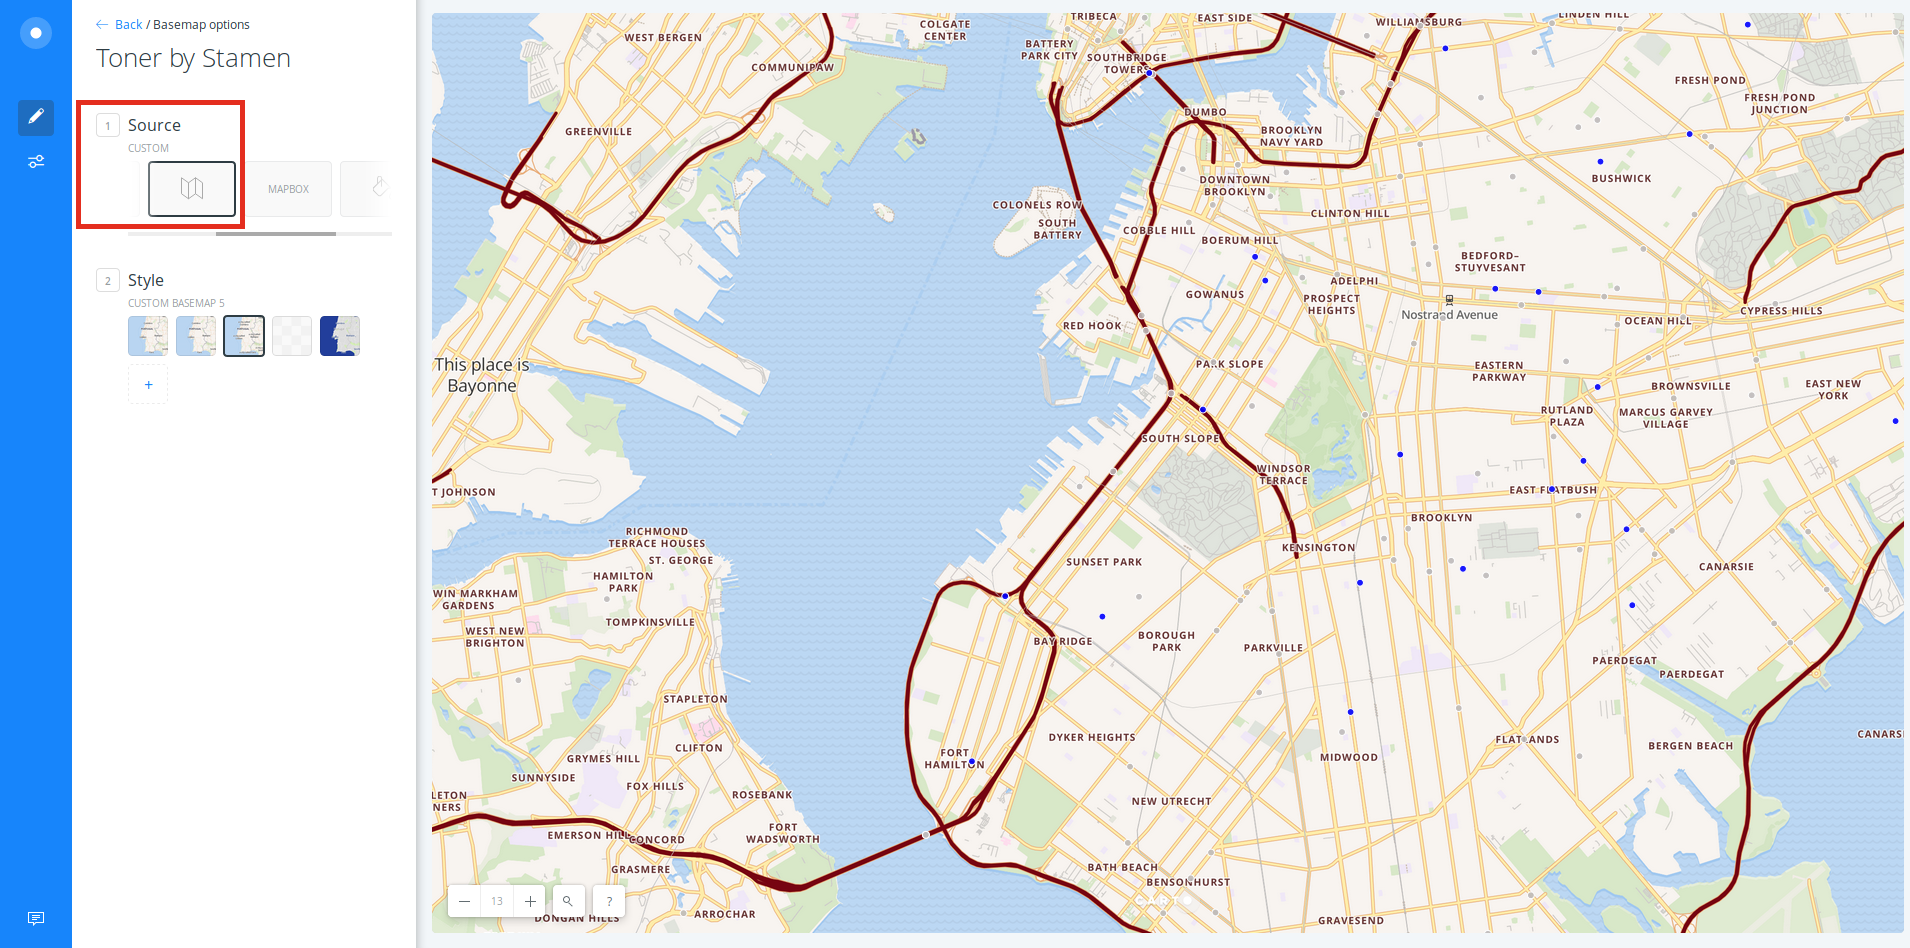 Back / Basemap options
Toner by Stamen
1
Source
CUSTOM
MAPBOX
2
Style
CUSTOM BASEMAP 5
+
TRIBECA
EAST SIDE
WILLIAMSBURG
LINDEN HILL
COLGATE
CENTER
WEST BERGEN
BATTERY
PARK CITY
SOUTHBRIDGE
TOWERS
COMMUNIPAW
FRESH POND
FRESH POND
JUNCTION
DUMBO
GREENVILLE
BROOKLYN
NAVY YARD
BUSHWICK
DOWNTOWN
BROOKLYN
COLONELS ROW
CLINTON HILL
SOUTH
BATTERY
COBBLE HILL
BOERUM HILL
BEDFORD–
STUYVESANT
ADELPHI
GOWANUS
PROSPECT
HEIGHTS
Nostrand Avenue
CYPRESS HILLS
OCEAN HILL
RED HOOK
This place is
Bayonne
PARK SLOPE
EASTERN
PARKWAY
BROWNSVILLE
EAST NEW
YORK
RUTLAND
PLAZA
MARCUS GARVEY
VILLAGE
SOUTH SLOPE
WINDSOR
TERRACE
T JOHNSON
EAST FLATBUSH
BROOKLYN
RICHMOND
TERRACE HOUSES
KENSINGTON
ST. GEORGE
SUNSET PARK
CANARSIE
HAMILTON
PARK
WIN MARKHAM
GARDENS
TOMPKINSVILLE
WEST NEW
BRIGHTON
BAY RIDGE
BOROUGH
PARK
PARKVILLE
PAERDEGAT
PAERDEGAT
STAPLETON
CANARS
DYKER HEIGHTS
FLATLANDS
BERGEN BEACH
CLIFTON
FORT
HAMILTON
GRYMES HILL
MIDWOOD
SUNNYSIDE
FOX HILLS
ROSEBANK
LETON
NERS
NEW UTRECHT
EMERSON HILL
CONCORD
FORT
WADSWORTH
GRASMERE
BATH BEACH
BENSONHURST
13
?
CARTO
ARROCHAR
DONGAN HILLS
GRAVESEND